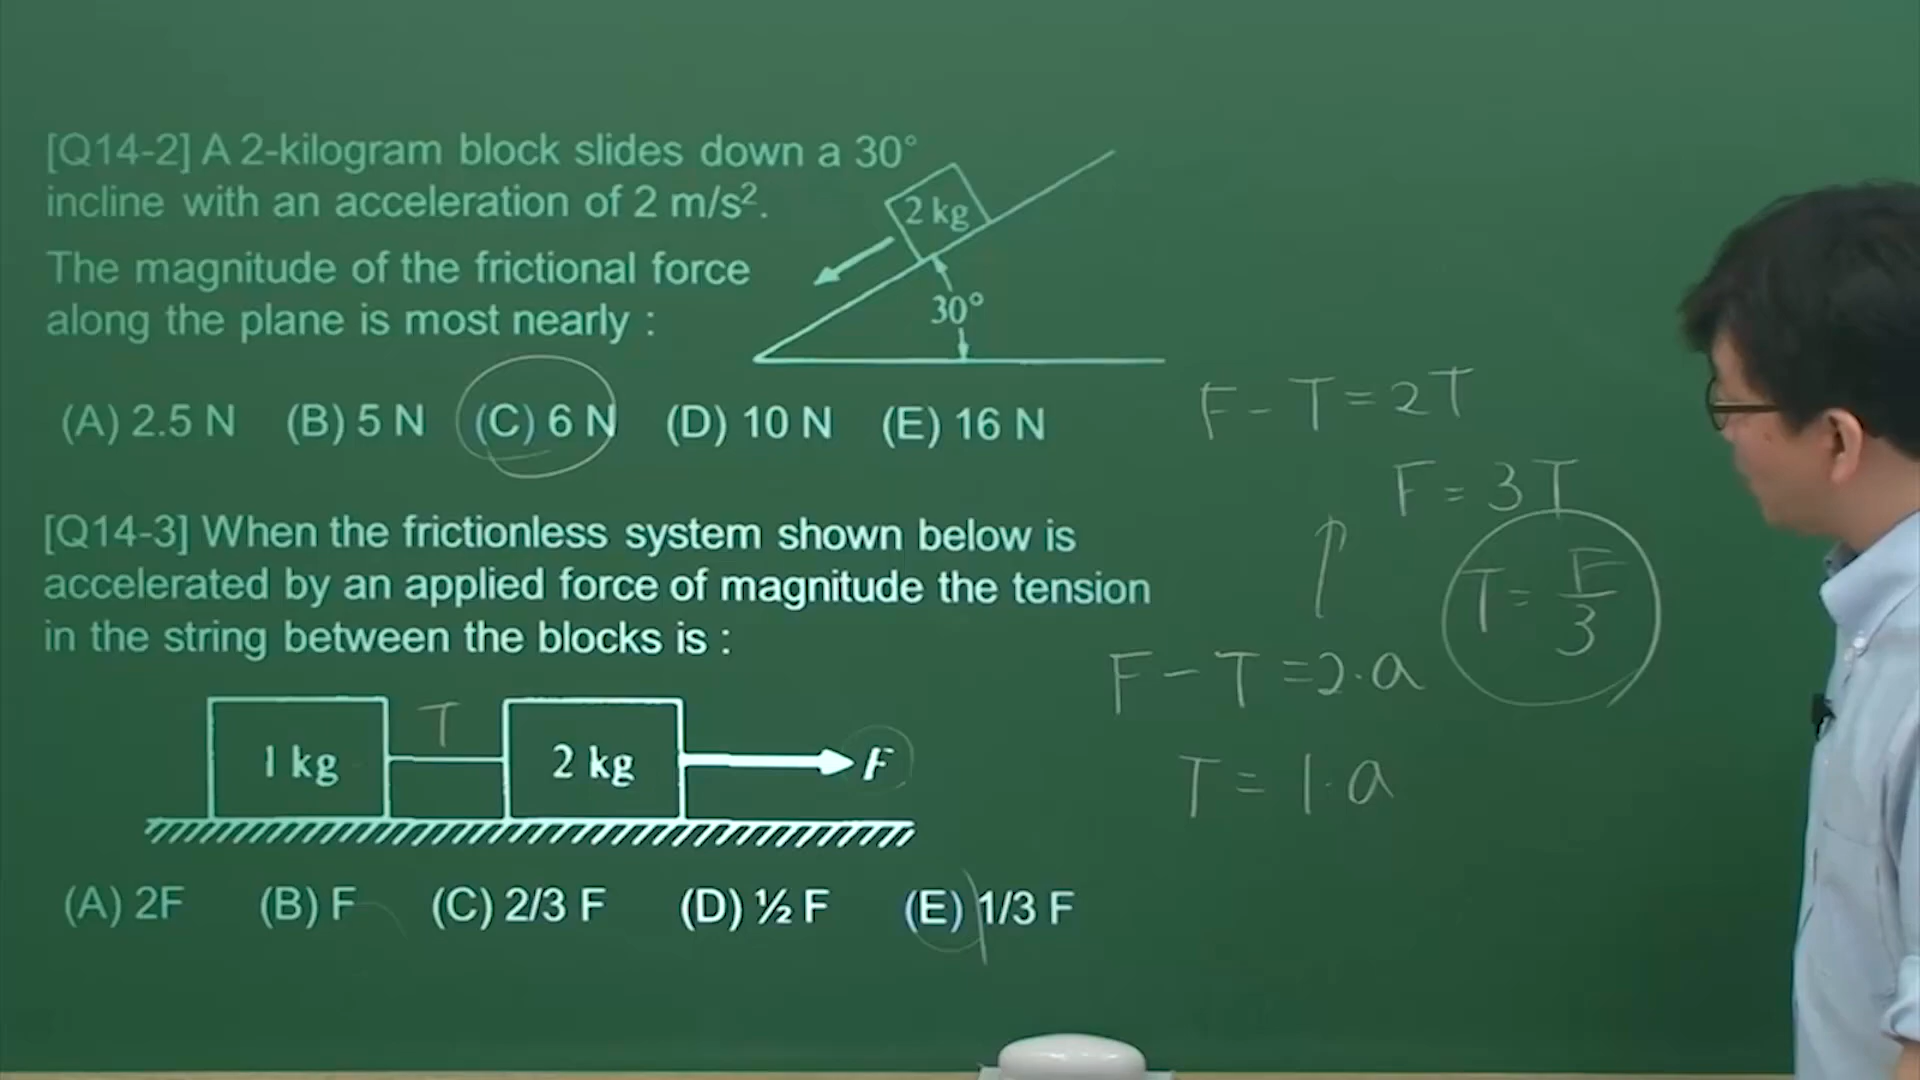 [Q14-2] A 2-kilogram block slides down a 30°
incline with an acceleration of 2 m/s².
The magnitude of the frictional force
along the plane is most nearly :
2 kg
30°
(A) 2.5 N (B) 5 N (C) 6 N (D) 10 N (E) 16 N
[Q14-3] When the frictionless system shown below is
accelerated by an applied force of magnitude the tension
in the string between the blocks is :
1 kg
T
2 kg
F
(A) 2F (B) F (C) 2/3 F (D) ½ F (E) 1/3 F
F - T = 2T
F = 3T
T = F/3
F - T = 2·a
T = 1·a